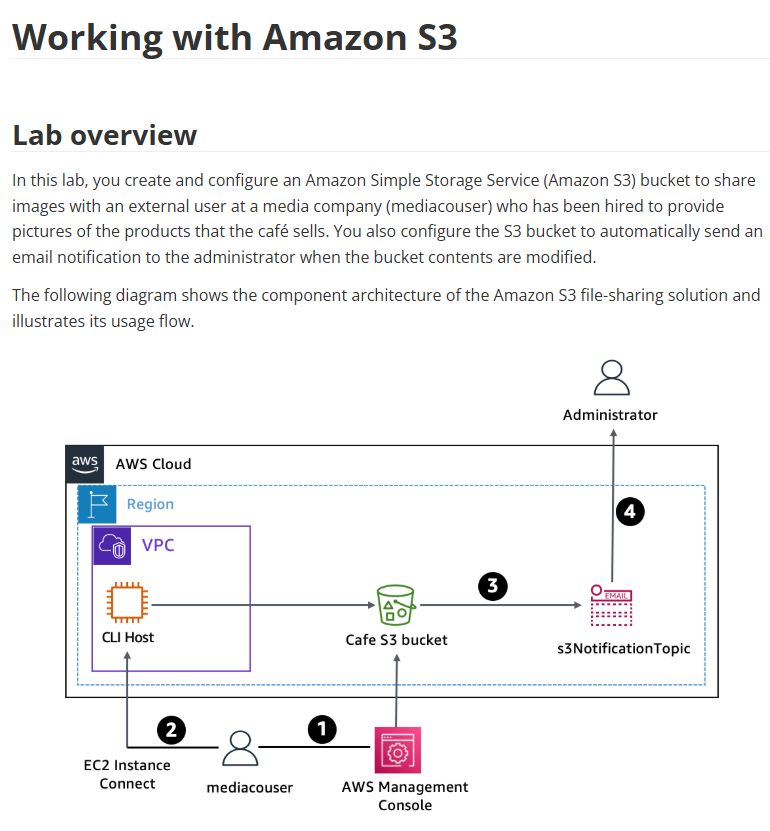 Working with Amazon S3
Lab overview
In this lab, you create and configure an Amazon Simple Storage Service (Amazon S3) bucket to share
images with an external user at a media company (mediacouser) who has been hired to provide
pictures of the products that the café sells. You also configure the S3 bucket to automatically send an
email notification to the administrator when the bucket contents are modified.
The following diagram shows the component architecture of the Amazon S3 file-sharing solution and
illustrates its usage flow.
Administrator
aws
AWS Cloud
Region
4
VPC
3
EMAIL
CLI Host
Cafe S3 bucket
s3NotificationTopic
2
1
EC2 Instance
Connect
mediacouser
AWS Management
Console